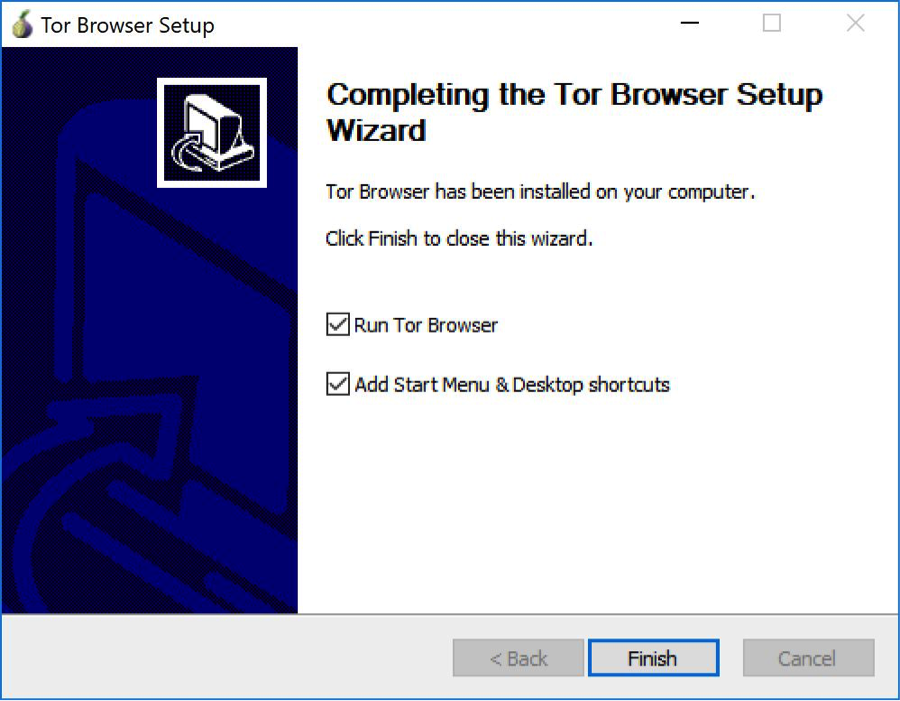 Tor Browser Setup
Completing the Tor Browser Setup
Wizard
Tor Browser has been installed on your computer.
Click Finish to close this wizard.
Run Tor Browser
Add Start Menu & Desktop shortcuts
< Back
Finish
Cancel